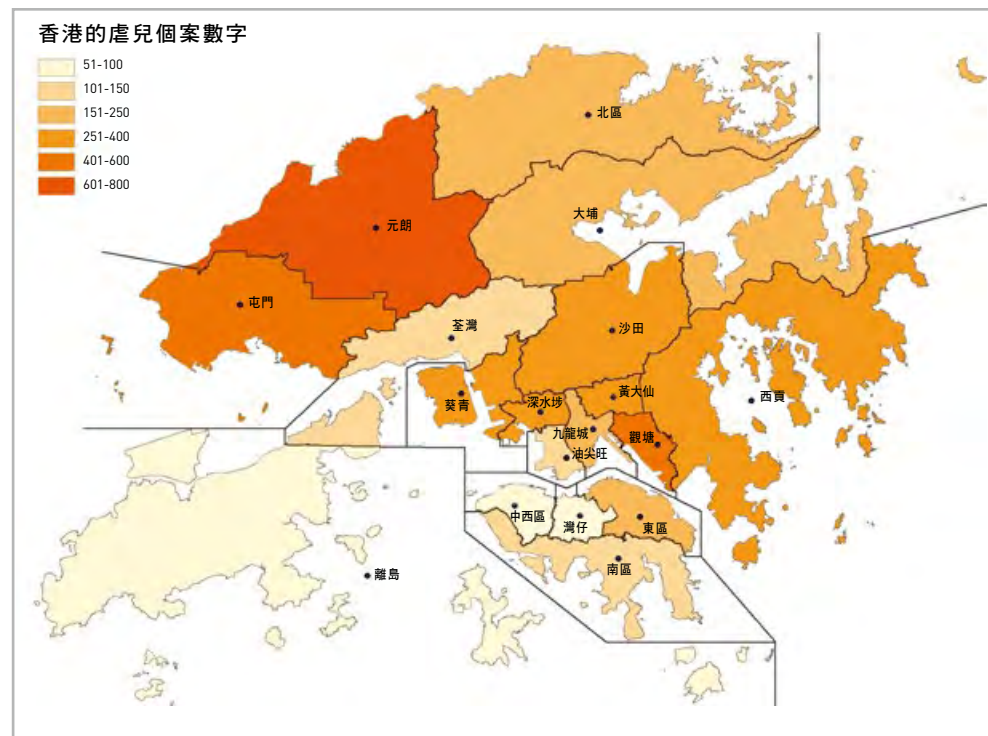 香港的虐兒個案數字
51-100
101-150
151-250
251-400
401-600
601-800
北區
大埔
元朗
屯門
荃灣
沙田
葵青
深水埗
黃大仙
西貢
九龍城
觀塘
油尖旺
中西區
灣仔
東區
南區
離島